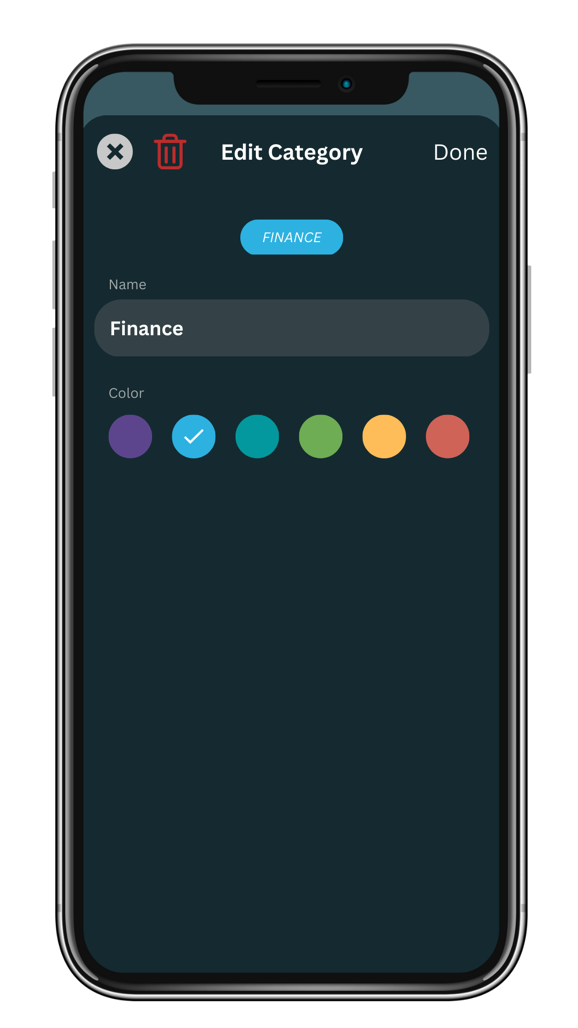 Edit Category
Done
FINANCE
Name
Finance
Color